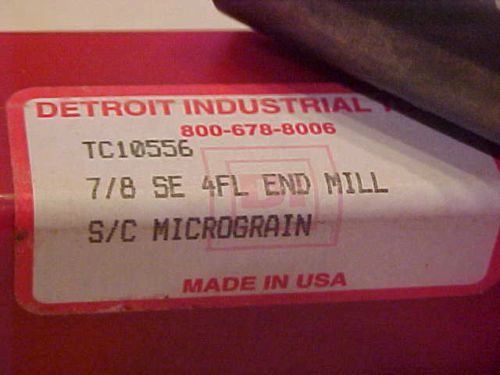 DETROIT INDUSTRIAL
800-678-8006
TC10556
7/8 SE 4FL END MILL
S/C MICROGRAIN
MADE IN USA